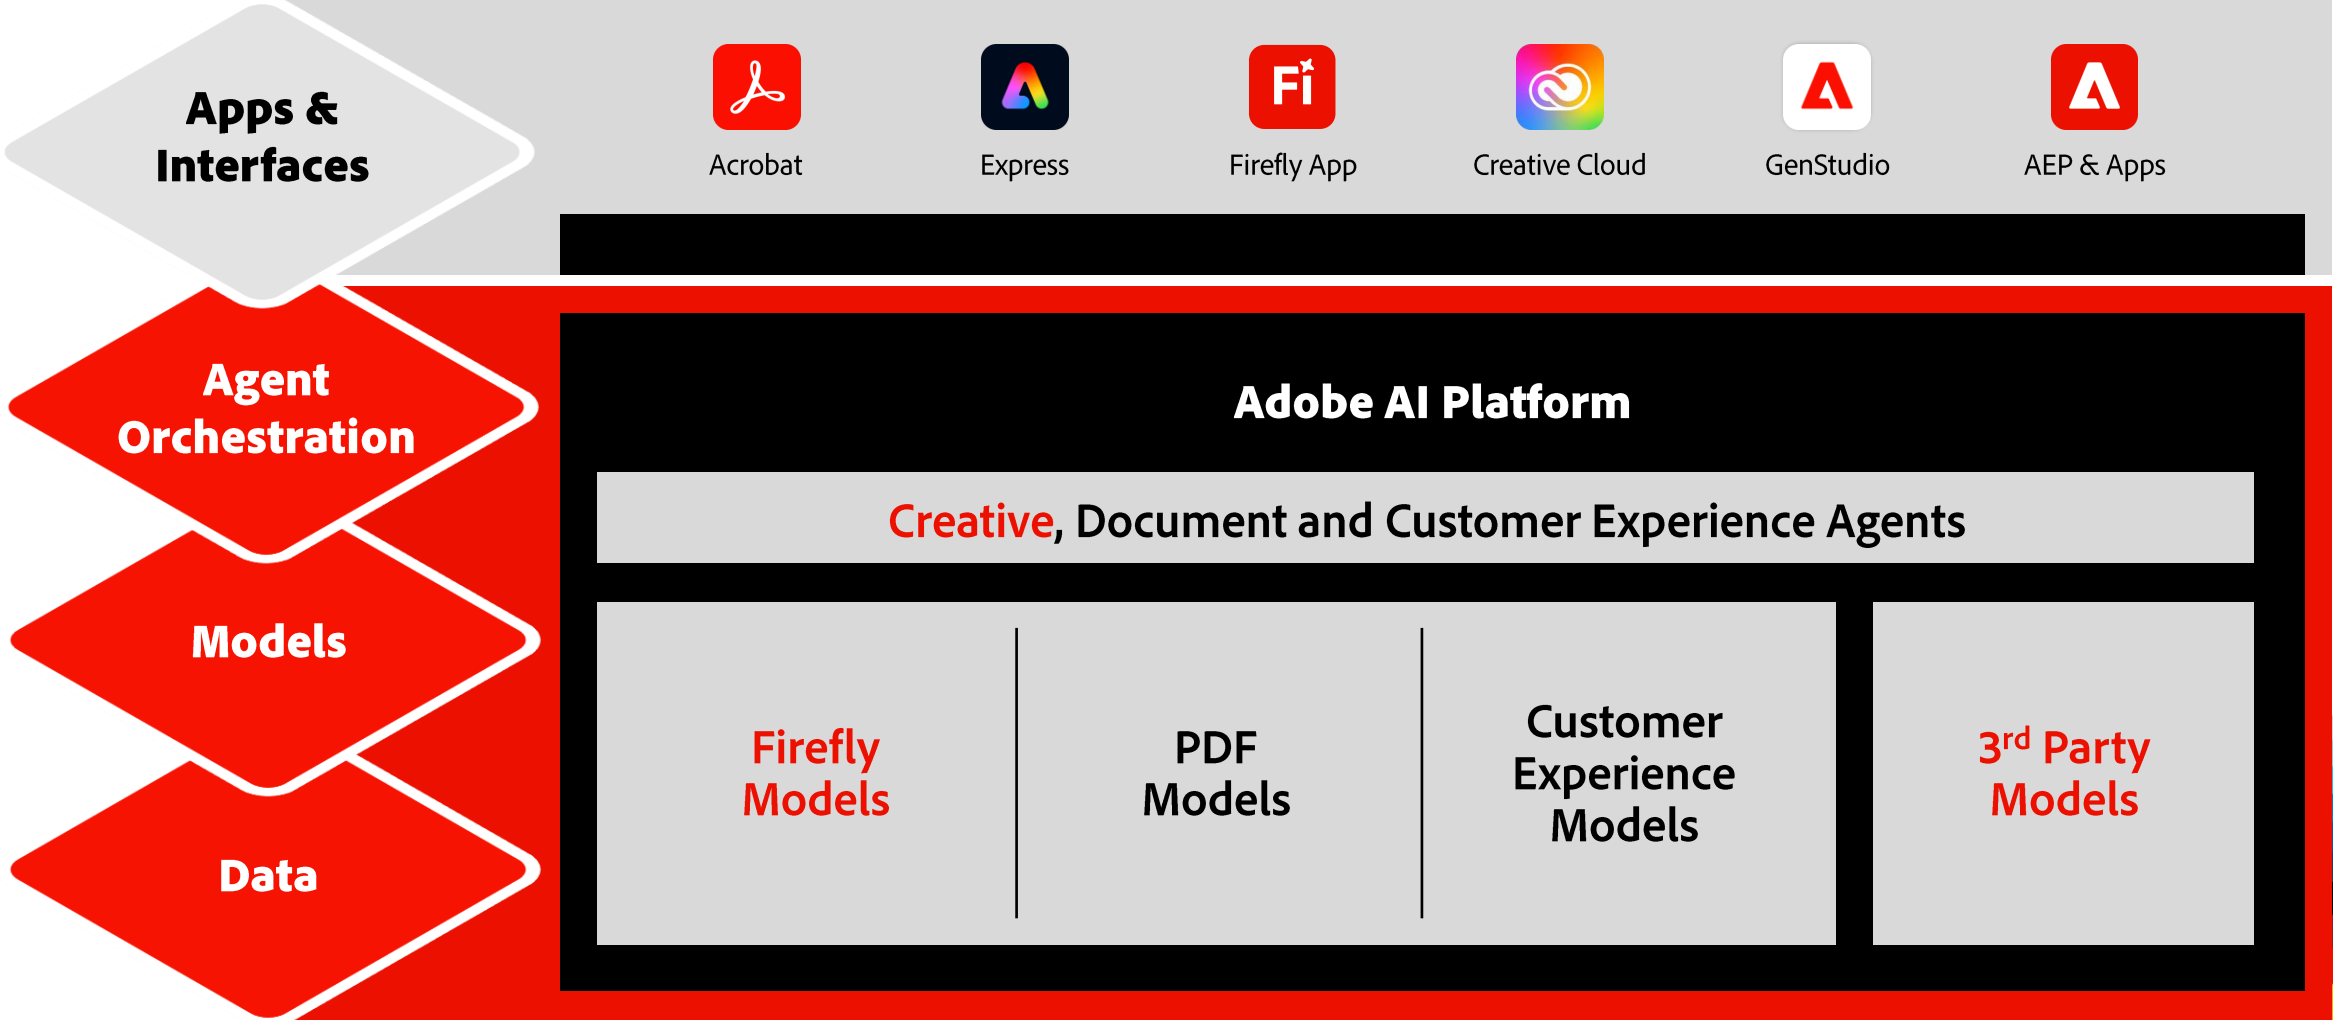 Apps &
Interfaces
Fi
Acrobat
Express
Firefly App
Creative Cloud
GenStudio
AEP & Apps
Agent
Orchestration
Adobe AI Platform
Creative, Document and Customer Experience Agents
Models
Firefly
Models
PDF
Models
Customer
Experience
Models
3rd Party
Models
Data